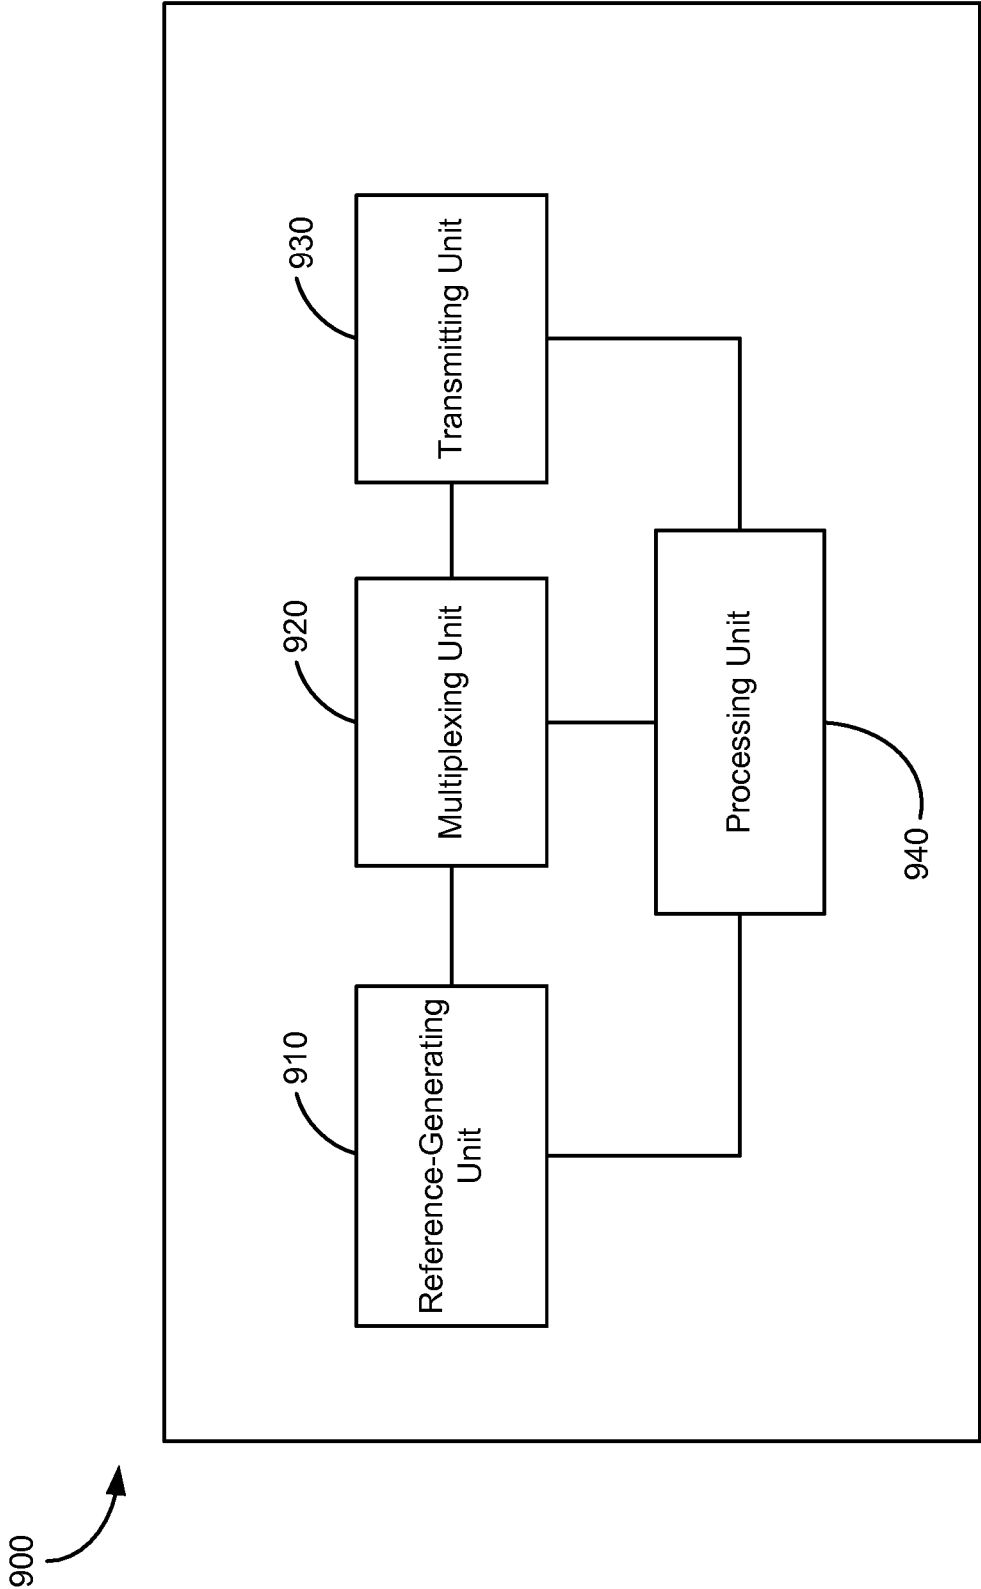 900
910
920
930
Reference-Generating
Unit
Multiplexing Unit
Transmitting Unit
Processing Unit
940